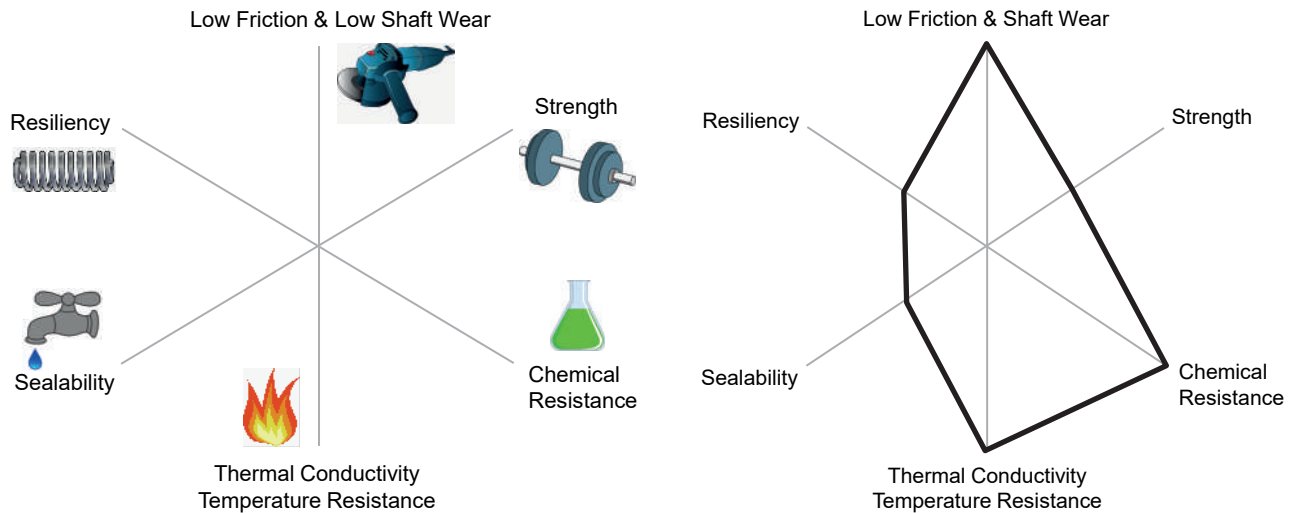 Low Friction & Low Shaft Wear
Resiliency
Strength
Sealability
Chemical
Resistance
Thermal Conductivity
Temperature Resistance
Low Friction & Shaft Wear
Resiliency
Strength
Sealability
Chemical
Resistance
Thermal Conductivity
Temperature Resistance